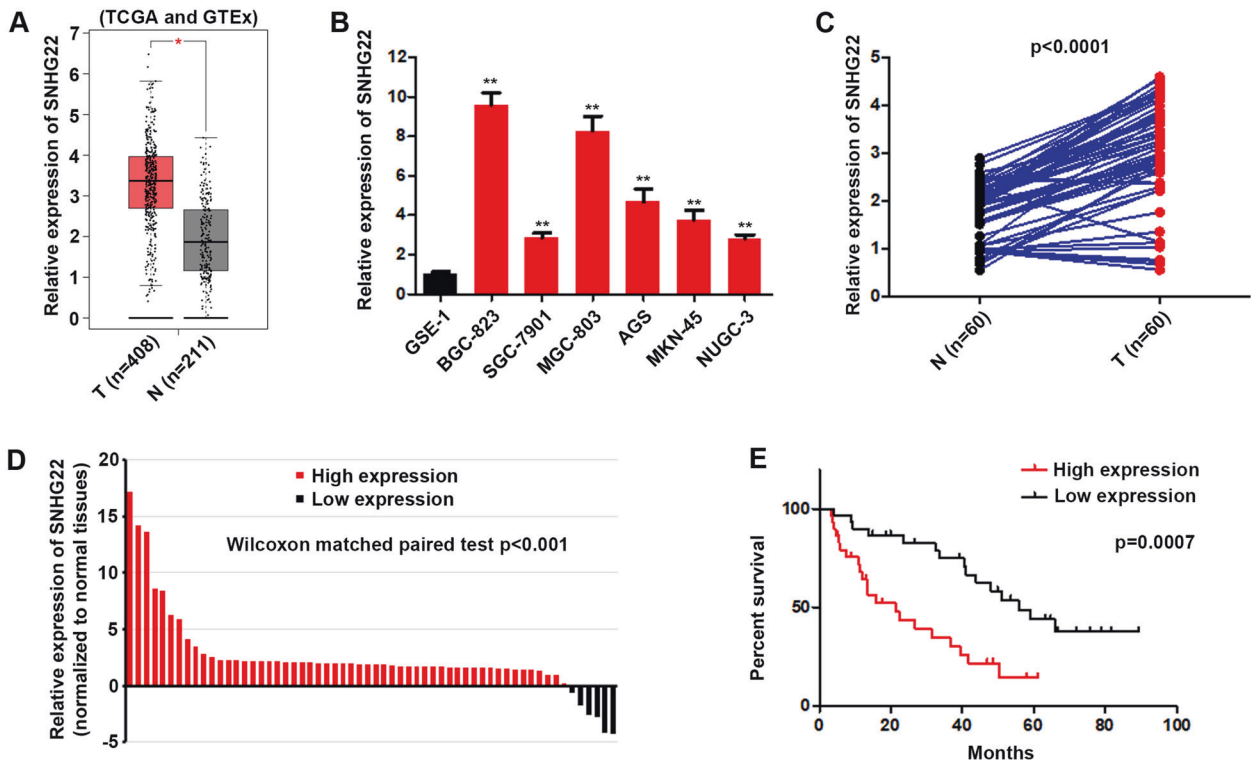 A
(TCGA and GTEx)
Relative expression of SNHG22
7
6
5
4
3
2
1
0
*
T (n=408)
N (n=211)
B
Relative expression of SNHG22
12
10
8
6
4
2
0
**
**
**
**
**
**
GSE-1
BGC-823
SGC-7901
MGC-803
AGS
MKN-45
NUGC-3
C
p<0.0001
Relative expression of SNHG22
5
4
3
2
1
0
N (n=60)
T (n=60)
D
Relative expression of SNHG22
(normalized to normal tissues)
20
15
10
5
0
-5
High expression
Low expression
Wilcoxon matched paired test p<0.001
E
High expression
Low expression
p=0.0007
Percent survival
100
50
0
0
20
40
60
80
100
Months